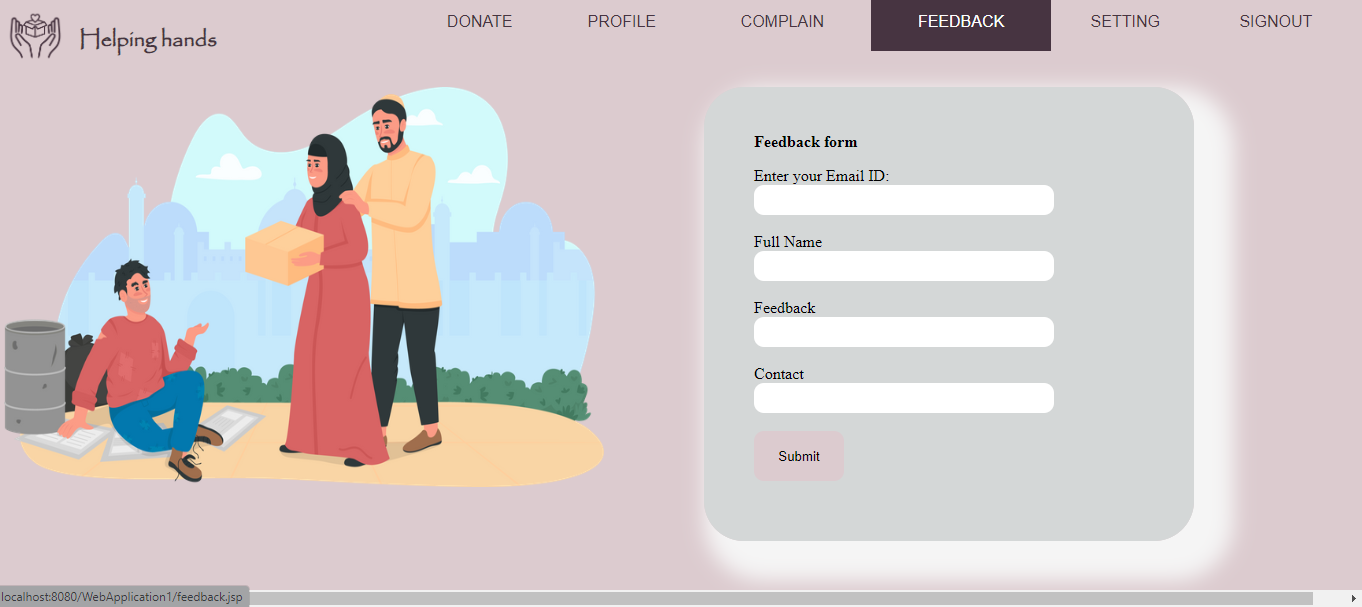 Helping hands
DONATE PROFILE COMPLAIN FEEDBACK SETTING SIGNOUT
Feedback form
Enter your Email ID:
Full Name
Feedback
Contact
Submit
localhost:8080/WebApplication1/feedback.jsp